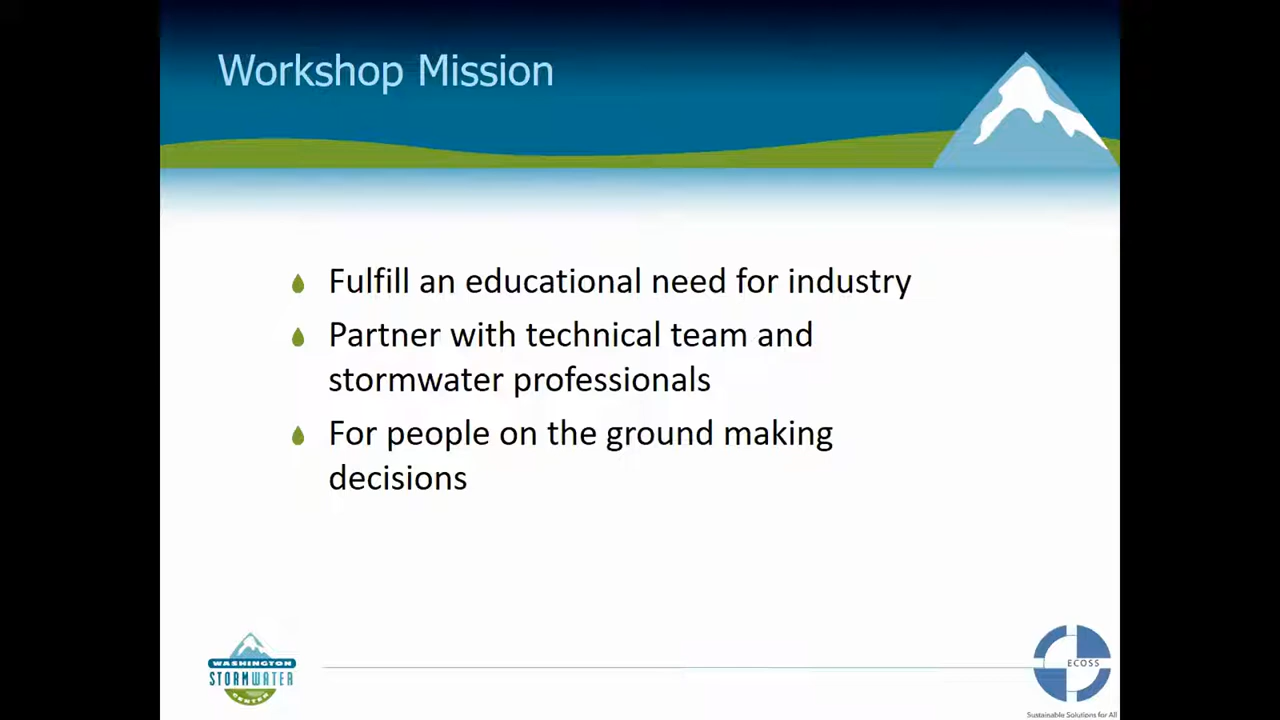 Workshop Mission
Fulfill an educational need for industry
Partner with technical team and
stormwater professionals
For people on the ground making
decisions
WASHINGTON
STORMWATER
CENTER
ECOSS
Sustainable Solutions for All